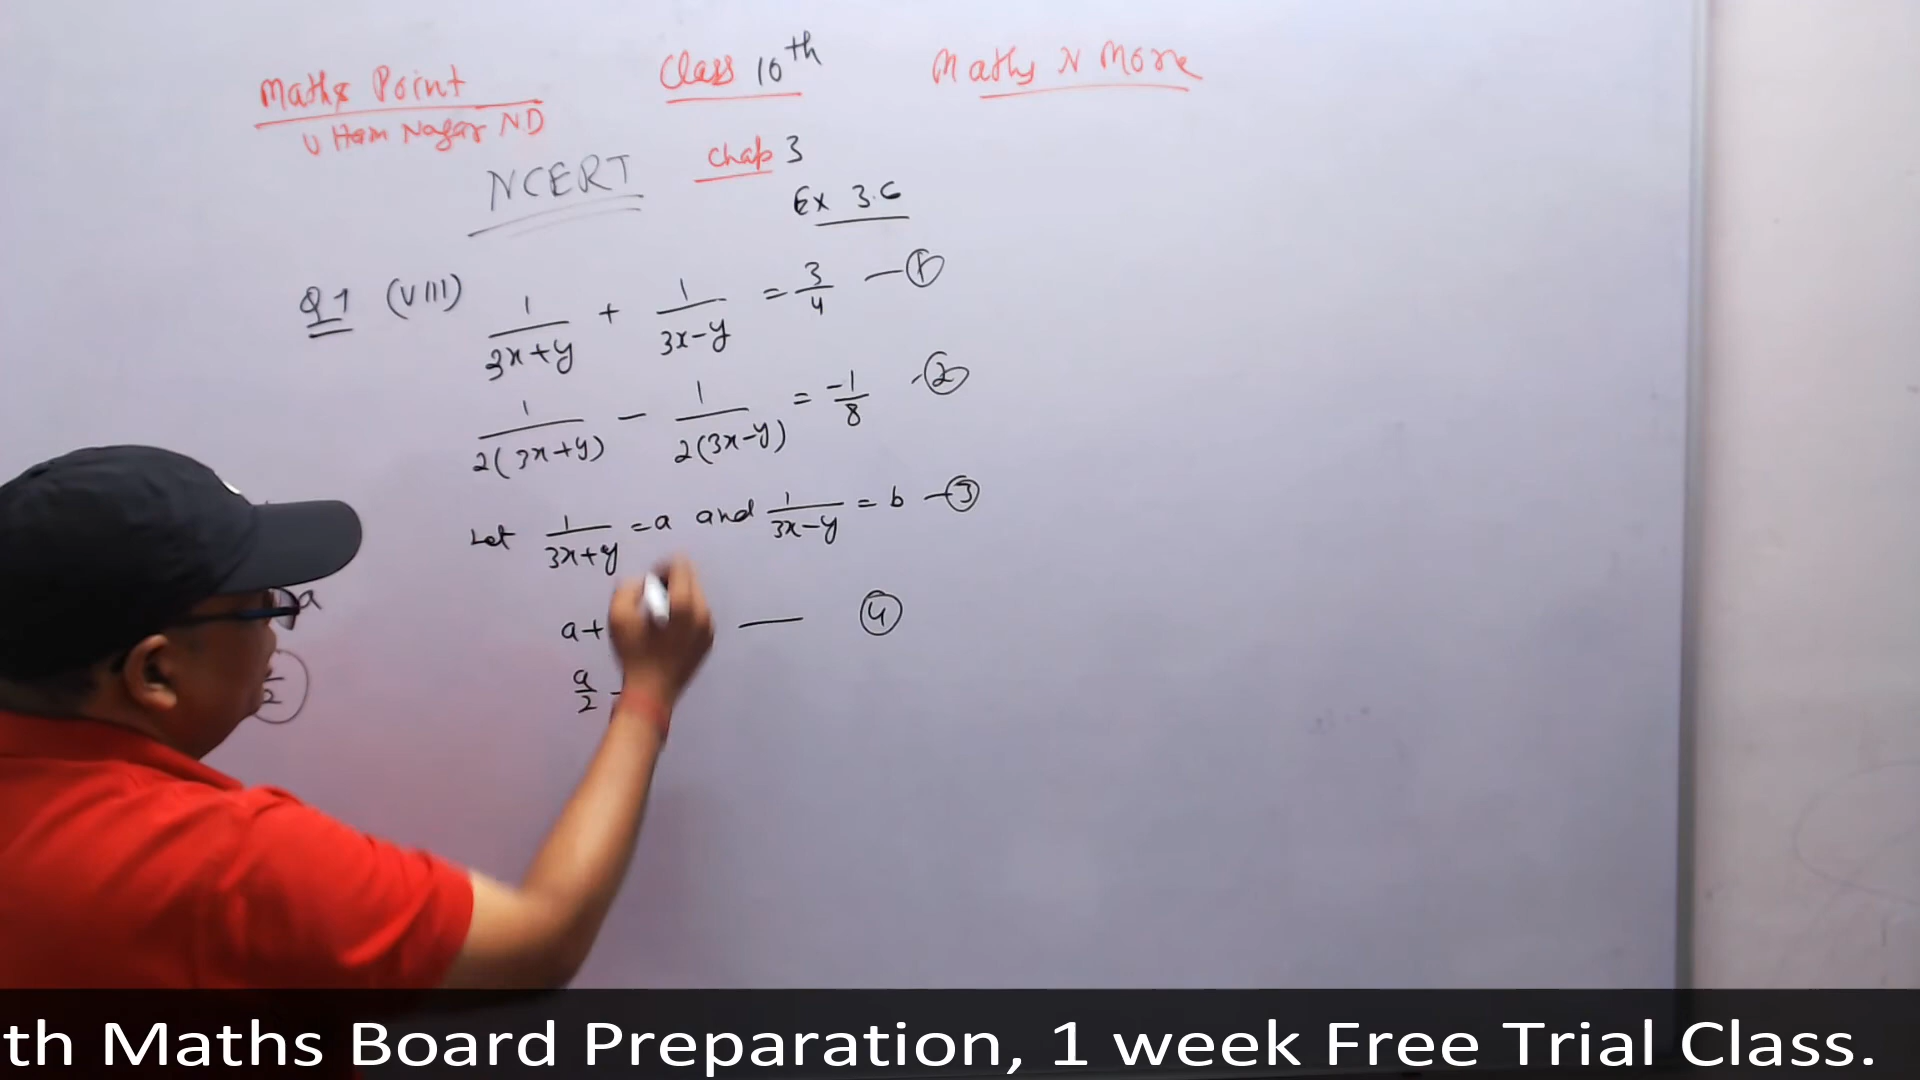 Maths Point
U Ham Nagar ND
Class 10th
Maths N More
NCERT
Chap 3
Ex 3.6
Q1 (VIII) 1/(3x+y) + 1/(3x-y) = 3/4 — ①
1/(2(3x+y)) - 1/(2(3x-y)) = -1/8 - ②
Let 1/(3x+y) = a and 1/(3x-y) = b — ③
a+ — ④
a/2 -
a
2
th Maths Board Preparation, 1 week Free Trial Class.